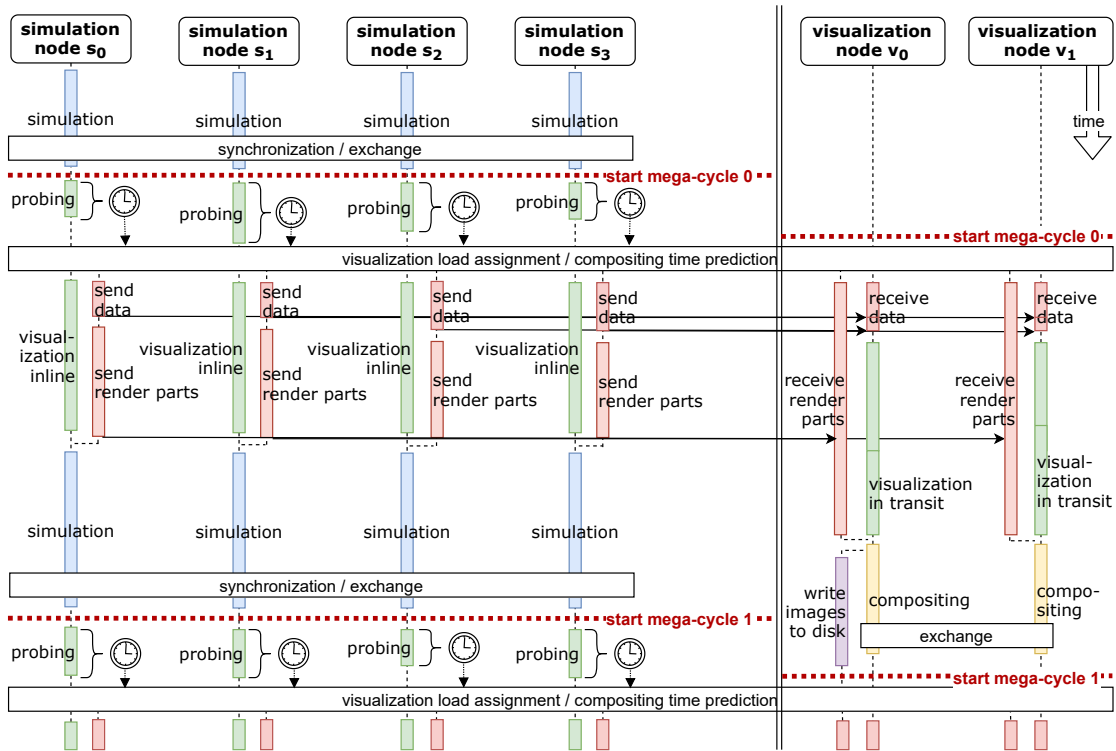 simulation
node s0
simulation
node s1
simulation
node s2
simulation
node s3
visualization
node v0
visualization
node v1
time
simulation
simulation
simulation
simulation
synchronization / exchange
start mega-cycle 0
probing
probing
probing
probing
start mega-cycle 0
visualization load assignment / compositing time prediction
send
data
send
data
send
data
send
data
receive
data
receive
data
visual-
ization
inline
visualization
inline
visualization
inline
visualization
inline
send
render parts
send
render parts
send
render parts
send
render parts
receive
render
parts
receive
render
parts
visualization
in transit
visual-
ization
in transit
simulation
simulation
simulation
simulation
synchronization / exchange
write
images
to disk
compositing
compo-
siting
start mega-cycle 1
exchange
probing
probing
probing
probing
start mega-cycle 1
visualization load assignment / compositing time prediction